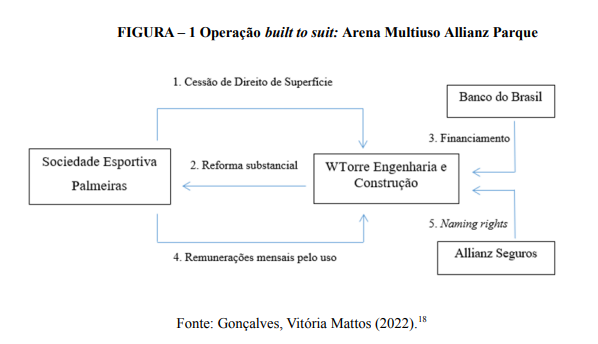 FIGURA – 1 Operação built to suit: Arena Multiuso Allianz Parque
1. Cessão de Direito de Superfície
Banco do Brasil
3. Financiamento
Sociedade Esportiva
Palmeiras
2. Reforma substancial
WTorre Engenharia e
Construção
5. Naming rights
Allianz Seguros
4. Remunerações mensais pelo uso
Fonte: Gonçalves, Vitória Mattos (2022).18